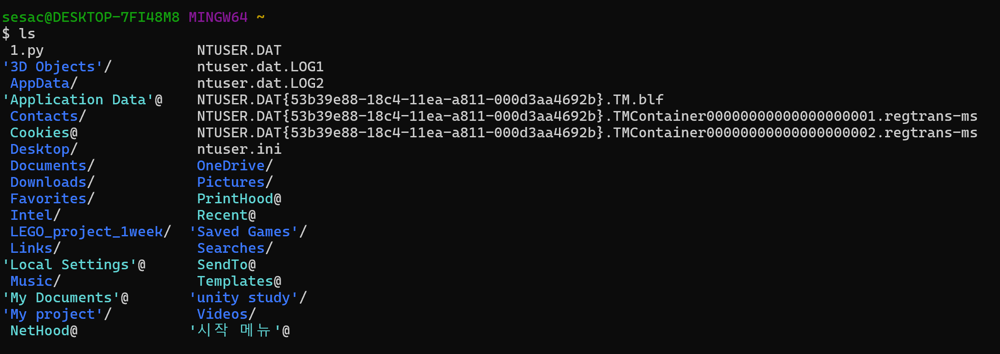 sesac@DESKTOP-7FI48M8 MINGW64 ~
$ ls
 1.py                  NTUSER.DAT
'3D Objects'/          ntuser.dat.LOG1
 AppData/              ntuser.dat.LOG2
'Application Data'@    NTUSER.DAT{53b39e88-18c4-11ea-a811-000d3aa4692b}.TM.blf
 Contacts/             NTUSER.DAT{53b39e88-18c4-11ea-a811-000d3aa4692b}.TMContainer00000000000000000001.regtrans-ms
 Cookies@              NTUSER.DAT{53b39e88-18c4-11ea-a811-000d3aa4692b}.TMContainer00000000000000000002.regtrans-ms
 Desktop/              ntuser.ini
 Documents/            OneDrive/
 Downloads/            Pictures/
 Favorites/            PrintHood@
 Intel/                Recent@
 LEGO_project_1week/  'Saved Games'/
 Links/                Searches/
'Local Settings'@      SendTo@
 Music/                Templates@
'My Documents'@       'unity study'/
'My project'/          Videos/
 NetHood@             '시작 메뉴'@